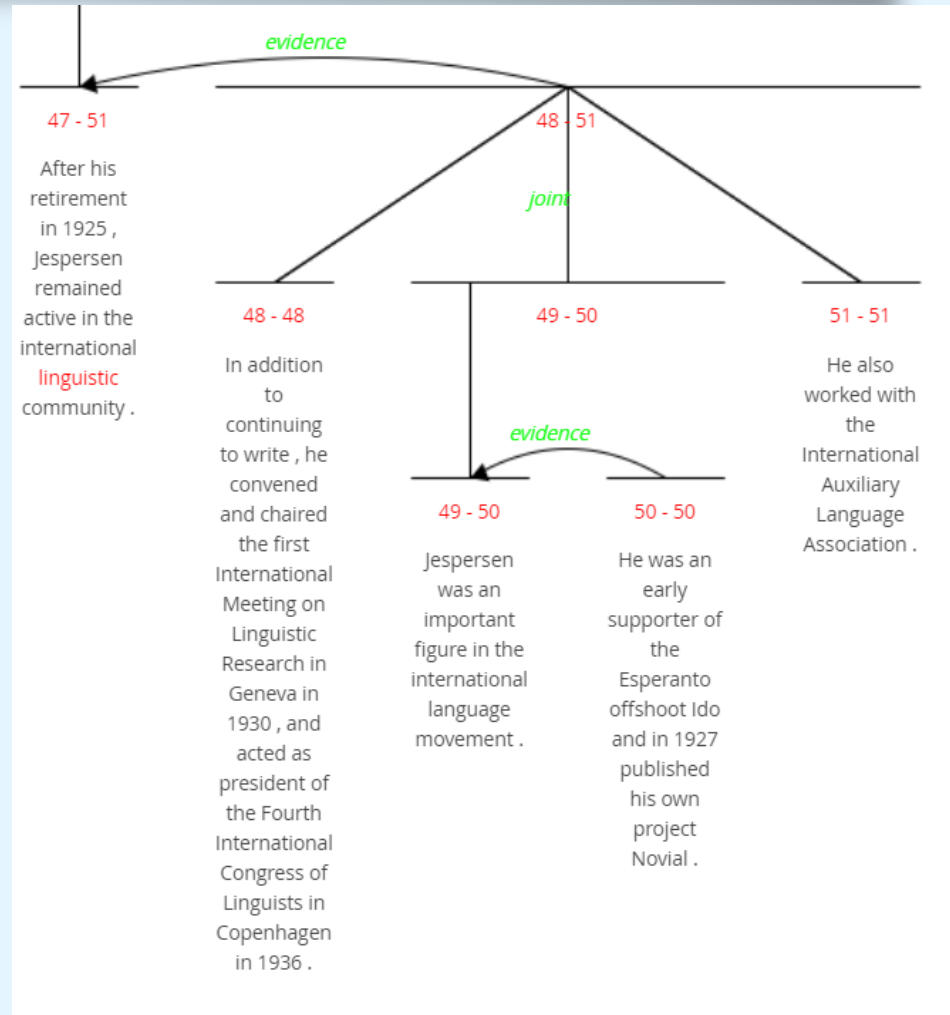 evidence
47 - 51
After his
retirement
in 1925 ,
Jespersen
remained
active in the
international
linguistic
community .
48 - 51
joint
48 - 48
In addition
to
continuing
to write , he
convened
and chaired
the first
International
Meeting on
Linguistic
Research in
Geneva in
1930 , and
acted as
president of
the Fourth
International
Congress of
Linguists in
Copenhagen
in 1936 .
49 - 50
evidence
49 - 50
Jespersen
was an
important
figure in the
international
language
movement .
50 - 50
He was an
early
supporter of
the
Esperanto
offshoot Ido
and in 1927
published
his own
project
Novial .
51 - 51
He also
worked with
the
International
Auxiliary
Language
Association .